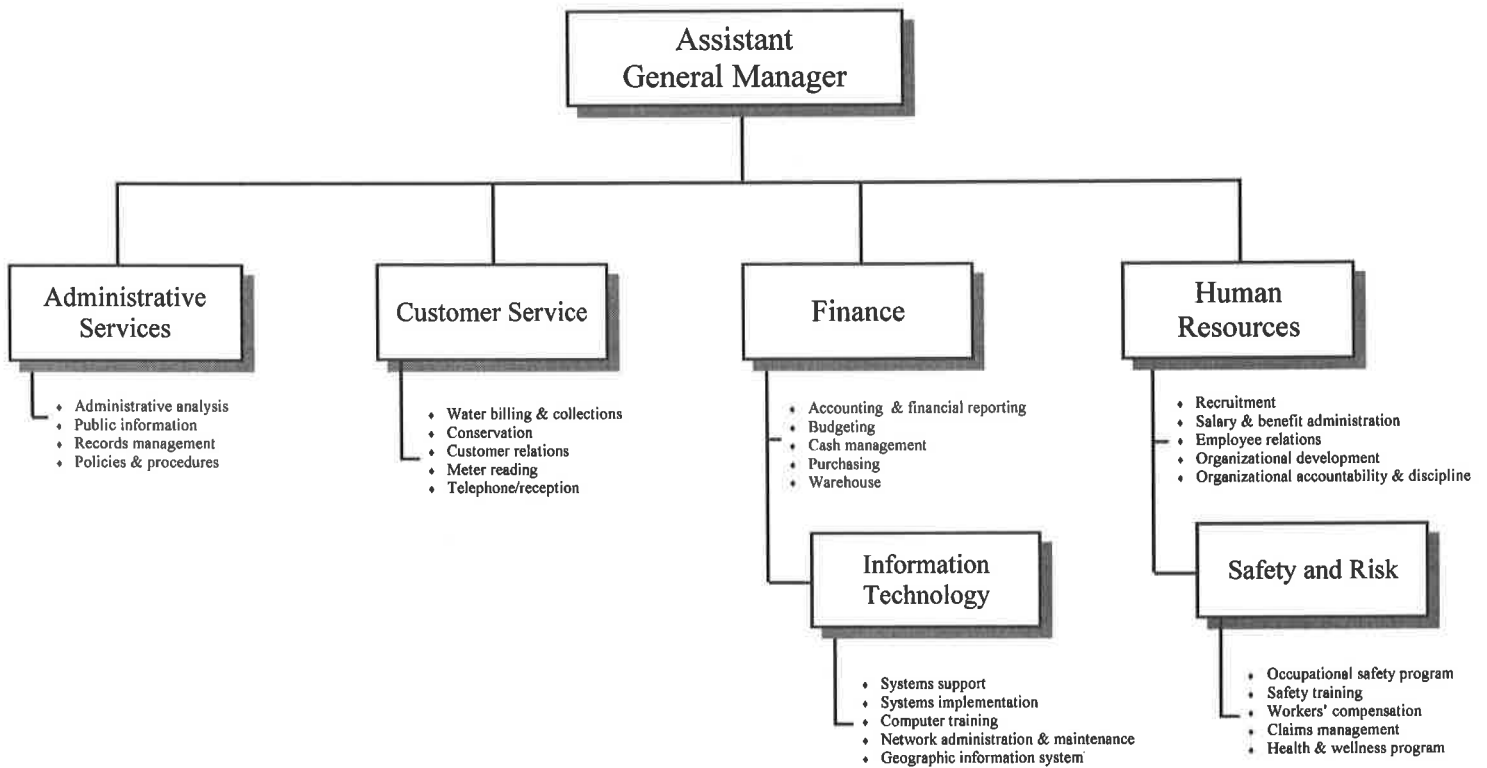 Assistant
General Manager
Administrative
Services
♦ Administrative analysis
♦ Public information
♦ Records management
♦ Policies & procedures
Customer Service
♦ Water billing & collections
♦ Conservation
♦ Customer relations
♦ Meter reading
♦ Telephone/reception
Finance
♦ Accounting & financial reporting
♦ Budgeting
♦ Cash management
♦ Purchasing
♦ Warehouse
Information
Technology
♦ Systems support
♦ Systems implementation
♦ Computer training
♦ Network administration & maintenance
♦ Geographic information system
Human
Resources
♦ Recruitment
♦ Salary & benefit administration
♦ Employee relations
♦ Organizational development
♦ Organizational accountability & discipline
Safety and Risk
♦ Occupational safety program
♦ Safety training
♦ Workers' compensation
♦ Claims management
♦ Health & wellness program